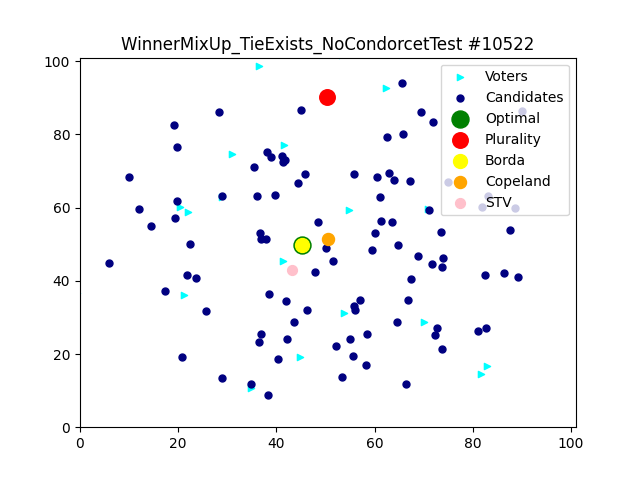 WinnerMixUp_TieExists_NoCondorcetTest #10522
Voters
Candidates
Optimal
Plurality
Borda
Copeland
STV
100
80
60
40
20
0
0 20 40 60 80 100